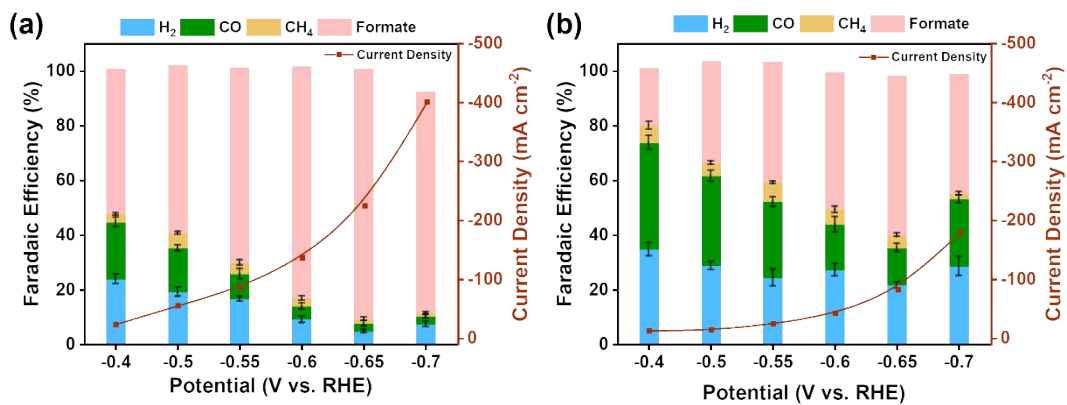 (a)
H₂ CO CH₄ Formate
Current Density
Faradaic Efficiency (%)
100
80
60
40
20
0
-500
-400
-300
-200
-100
0
Current Density (mA cm⁻²)
-0.4 -0.5 -0.55 -0.6 -0.65 -0.7
Potential (V vs. RHE)
(b)
H₂ CO CH₄ Formate
Current Density
Faradaic Efficiency (%)
100
80
60
40
20
0
-500
-400
-300
-200
-100
0
Current Density (mA cm⁻²)
-0.4 -0.5 -0.55 -0.6 -0.65 -0.7
Potential (V vs. RHE)